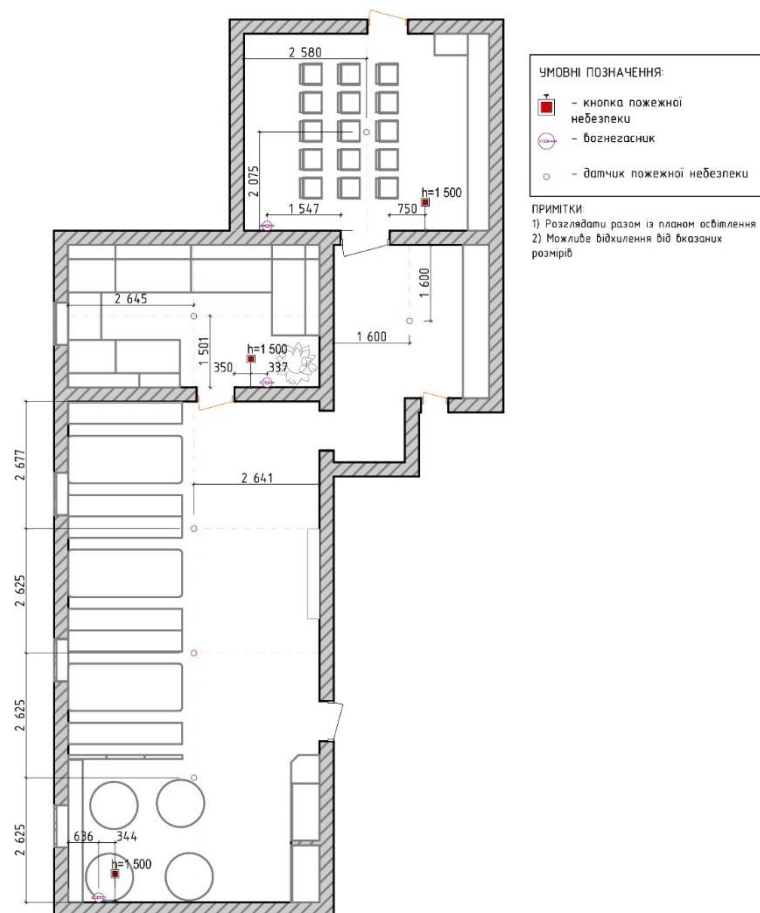 2 580
2 075
1 547
750
h=1 500
2 645
1 501
350
337
h=1 500
1 600
1 600
2 677
2 641
2 625
2 625
2 625
636
344
h=1 500
УМОВНІ ПОЗНАЧЕННЯ:
- кнопка пожежної
небезпеки
- вогнегасник
- датчик пожежної небезпеки
ПРИМІТКИ:
1) Розглядати разом із планом освітлення
2) Можливе відхилення від вказаних
розмірів